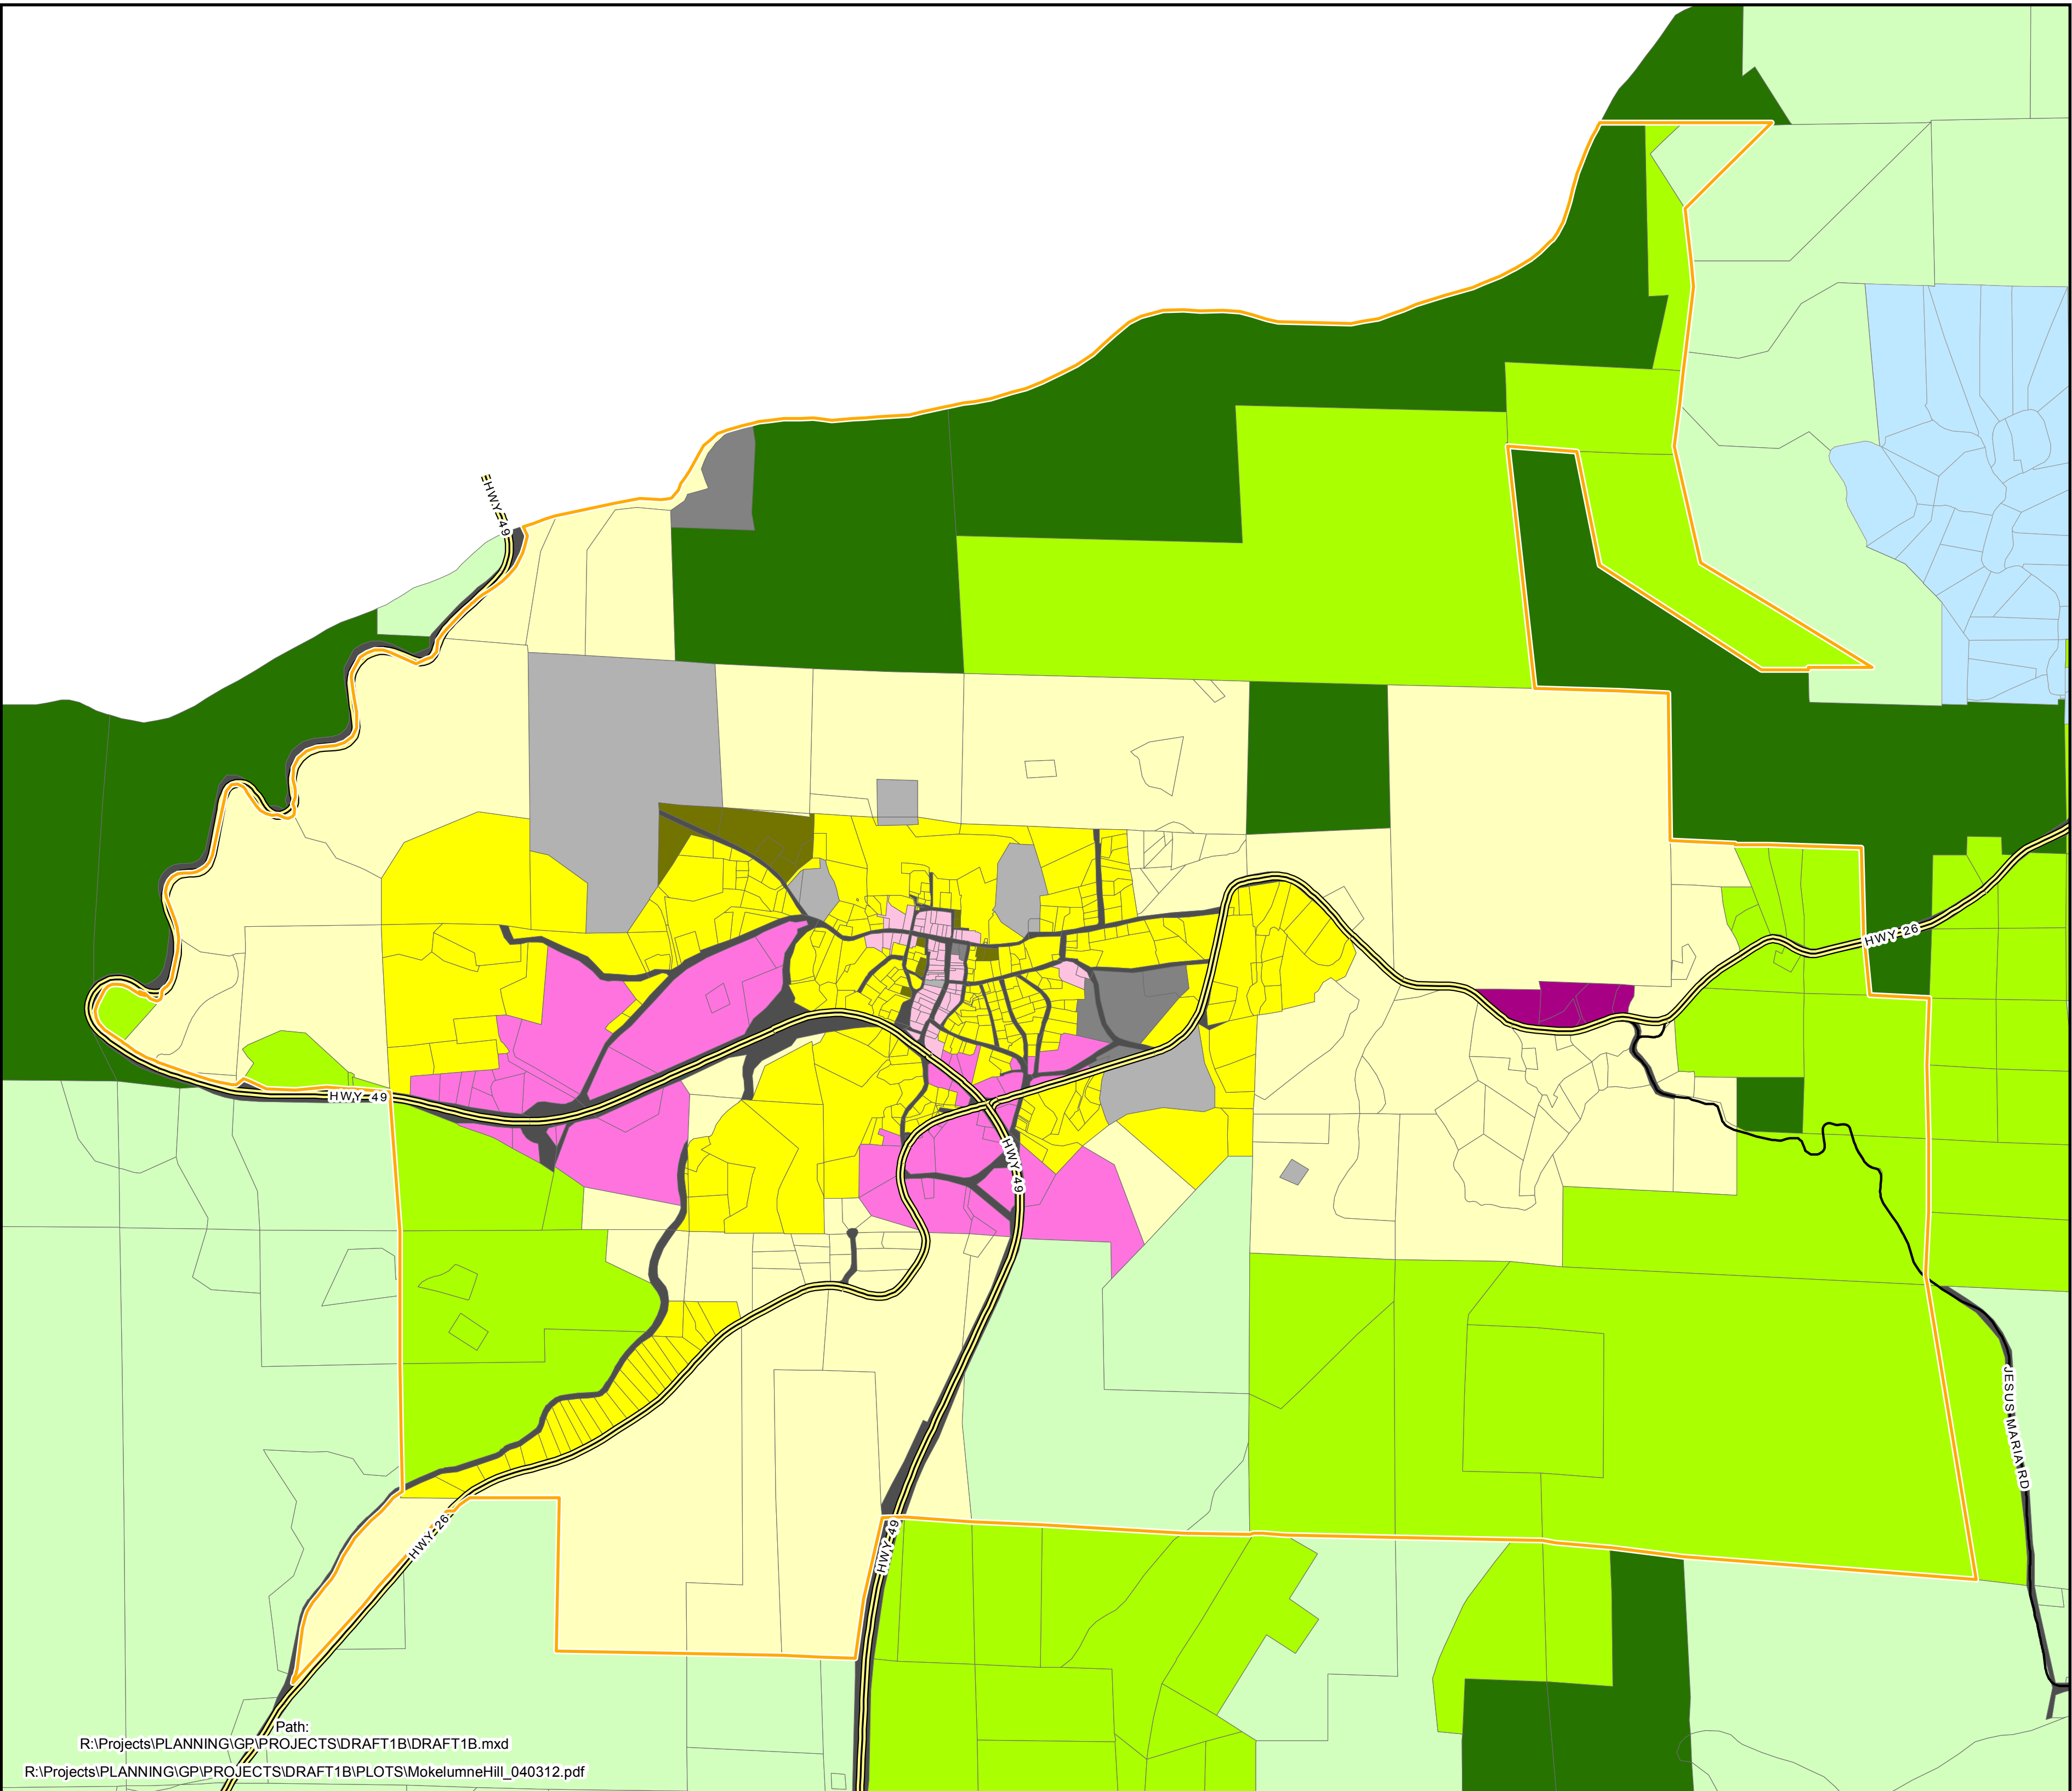 HWY 49
HWY 26
HWY 49
HWY 49
JESUS MARIA RD
HWY 26
HWY 49
Path:
R:\Projects\PLANNING\GP\PROJECTS\DRAFT1B\DRAFT1B.mxd
R:\Projects\PLANNING\GP\PROJECTS\DRAFT1B\PLOTS\MokelumneHill_040312.pdf